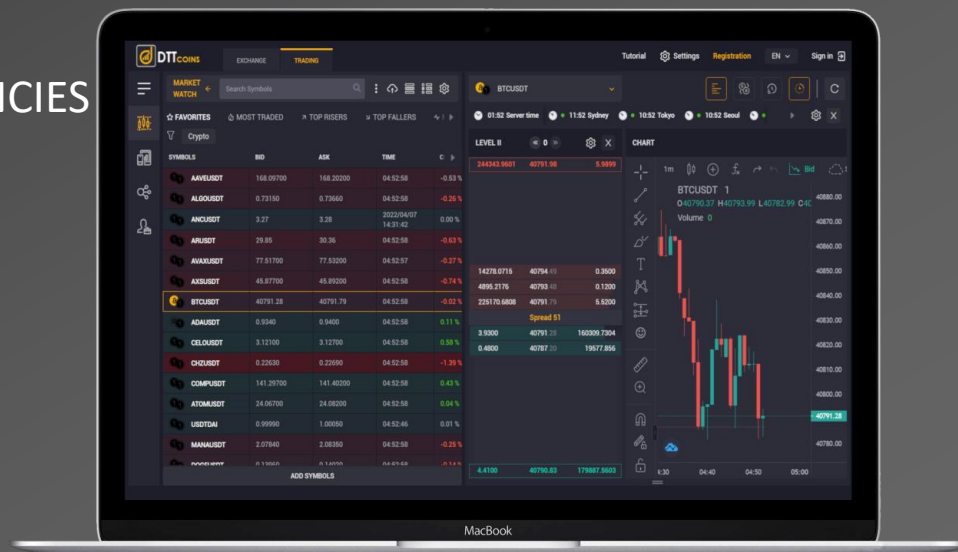 ICIES
DTTCOINS
EXCHANGE
TRADING
Tutorial
Settings
Registration
EN
Sign in
MARKET WATCH
Search Symbols
BTCUSDT
FAVORITES
MOST TRADED
TOP RISERS
TOP FALLERS
01:52 Server time
11:52 Sydney
10:52 Tokyo
10:52 Seoul
Crypto
SYMBOLS BID ASK TIME
AAVEUSDT 168.09700 168.20200 04:52:58 -0.53 %
ALGOUSDT 0.73150 0.73660 04:52:58 -0.26 %
ANCUSDT 3.27 3.28 2022/04/07 14:31:42 0.00 %
ARUSDT 29.85 30.36 04:52:58 -0.63 %
AVAXUSDT 77.51700 77.53200 04:52:57 -0.27 %
AXSUSDT 45.87700 45.89200 04:52:58 -0.74 %
BTCUSDT 40791.28 40791.79 04:52:58 -0.02 %
ADAUSDT 0.9340 0.9400 04:52:58 0.11 %
CELOUSDT 3.12100 3.12700 04:52:58 0.58 %
CHZUSDT 0.22630 0.22690 04:52:58 -1.39 %
COMPUSDT 141.29700 141.40200 04:52:58 0.43 %
ATOMUSDT 24.06700 24.08200 04:52:58 0.04 %
USDTDAI 0.99990 1.00050 04:52:46 0.01 %
MANAUSDT 2.07840 2.08350 04:52:58 -0.25 %
ADD SYMBOLS
LEVEL II 0
244343.9601 40791.98 5.9899
14278.0715 40794.49 0.3500
4895.2176 40793.48 0.1200
225170.6808 40791.79 5.5200
Spread 51
3.9300 40791.28 160309.7304
0.4800 40787.20 19577.856
4.4100 40790.83 179887.5603
CHART
1m
Bid
BTCUSDT 1
O40790.37 H40793.99 L40782.99 C40
Volume 0
40880.00
40870.00
40860.00
40850.00
40840.00
40830.00
40820.00
40810.00
40800.00
40791.28
40780.00
04:40 04:50 05:00
MacBook